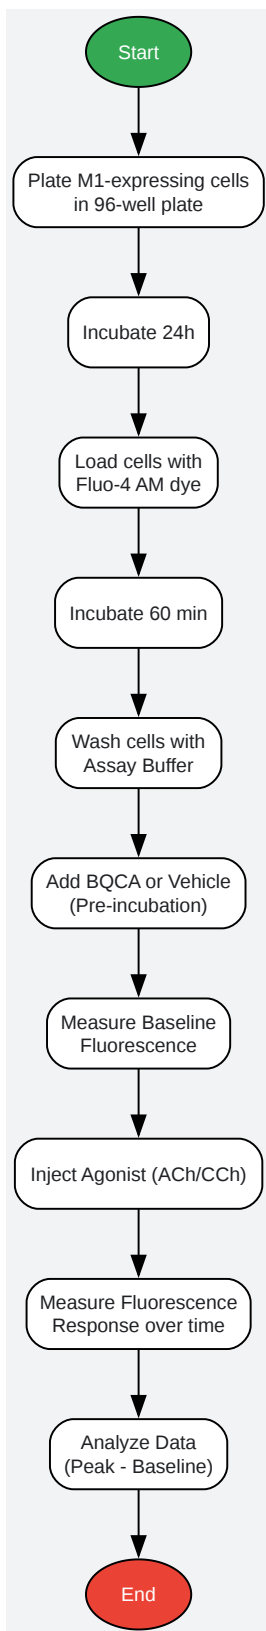 Start
Plate M1-expressing cells
in 96-well plate
Incubate 24h
Load cells with
Fluo-4 AM dye
Incubate 60 min
Wash cells with
Assay Buffer
Add BQCA or Vehicle
(Pre-incubation)
Measure Baseline
Fluorescence
Inject Agonist (ACh/CCh)
Measure Fluorescence
Response over time
Analyze Data
(Peak - Baseline)
End